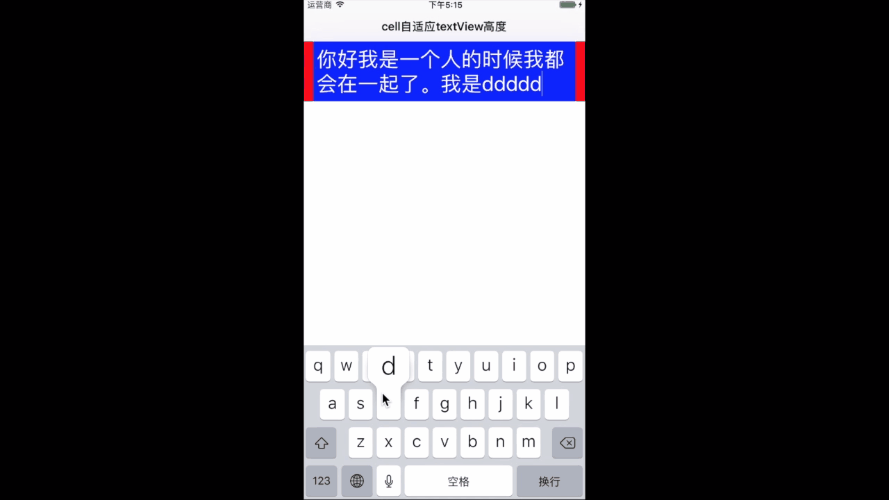 运营商 下午5:15
cell自适应textView高度
你好我是一个人的时候我都
会在一起了。我是ddddd
q w d t y u i o p
a s f g h j k l
z x c v b n m
123 空格 换行